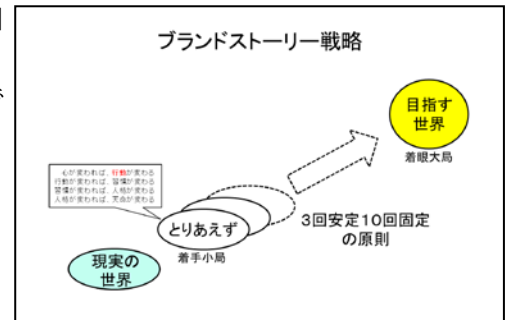 ブランドストーリー戦略
目指す
世界
着眼大局
心が変われば、行動が変わる
行動が変われば、習慣が変わる
習慣が変われば、人格が変わる
人格が変われば、天命が変わる
とりあえず
着手小局
3回安定10回固定
の原則
現実の
世界